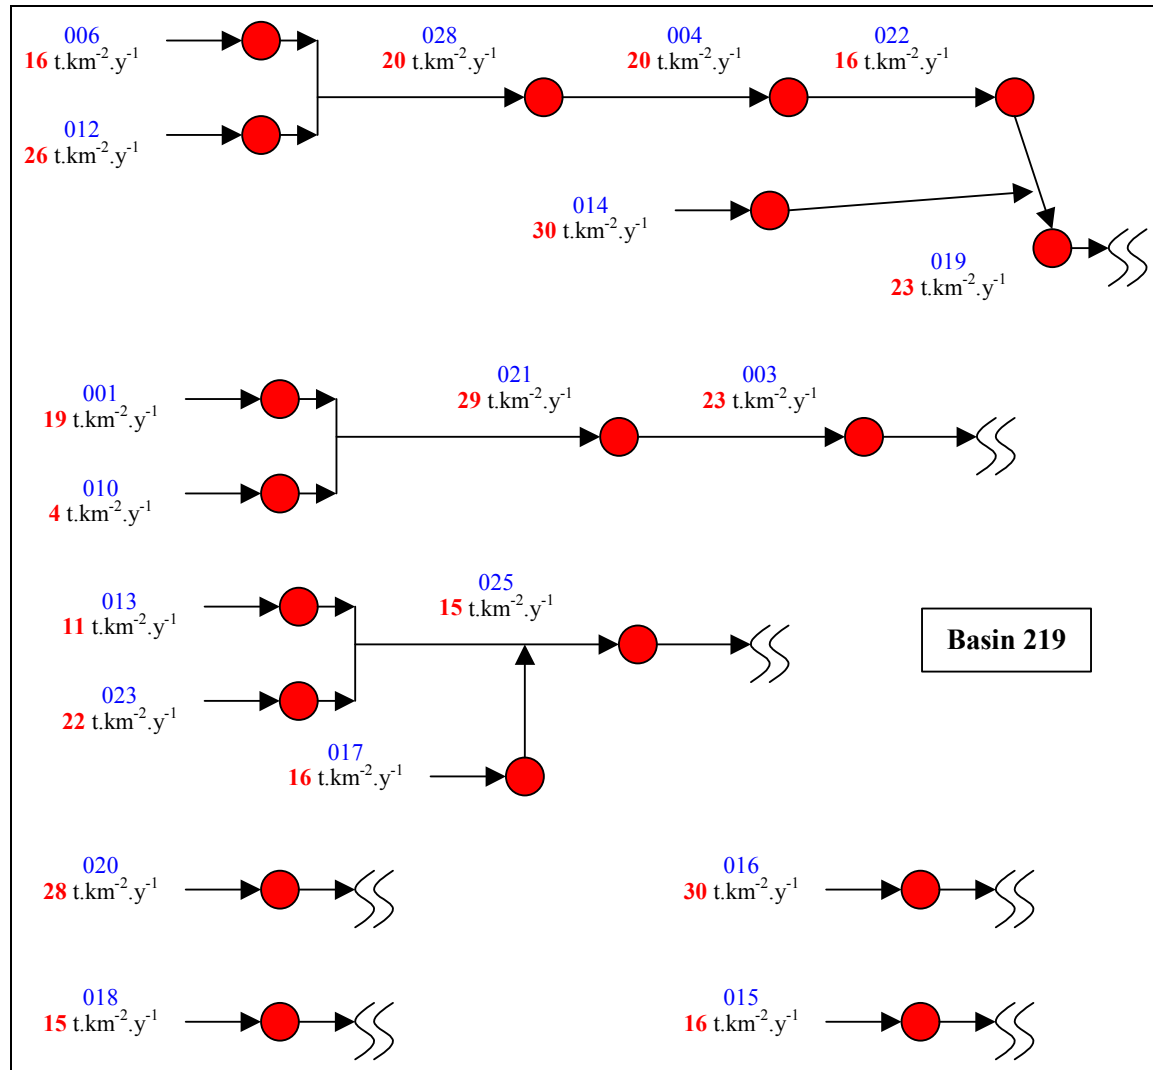 006
16 t.km-2.y-1
028
20 t.km-2.y-1
004
20 t.km-2.y-1
022
16 t.km-2.y-1
012
26 t.km-2.y-1
014
30 t.km-2.y-1
019
23 t.km-2.y-1
001
19 t.km-2.y-1
021
29 t.km-2.y-1
003
23 t.km-2.y-1
010
4 t.km-2.y-1
013
11 t.km-2.y-1
025
15 t.km-2.y-1
Basin 219
023
22 t.km-2.y-1
017
16 t.km-2.y-1
020
28 t.km-2.y-1
016
30 t.km-2.y-1
018
15 t.km-2.y-1
015
16 t.km-2.y-1